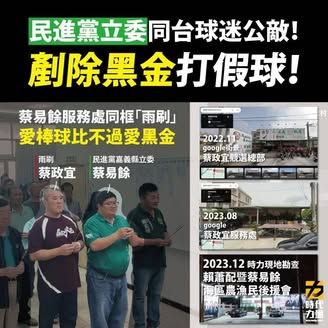 民進黨立委同台球迷公敵!
剷除黑金打假球!
蔡易餘服務處同框「雨刷」
愛棒球比不過愛黑金
雨刷
蔡政宜
民進黨嘉義縣立委
蔡易餘
2022.11
google街景
蔡政宜競選總部
2023.08
google
蔡政宜服務處
2023.12 時力現地勘查
賴蕭配暨蔡易餘
南區農漁民後援會
時代
力量